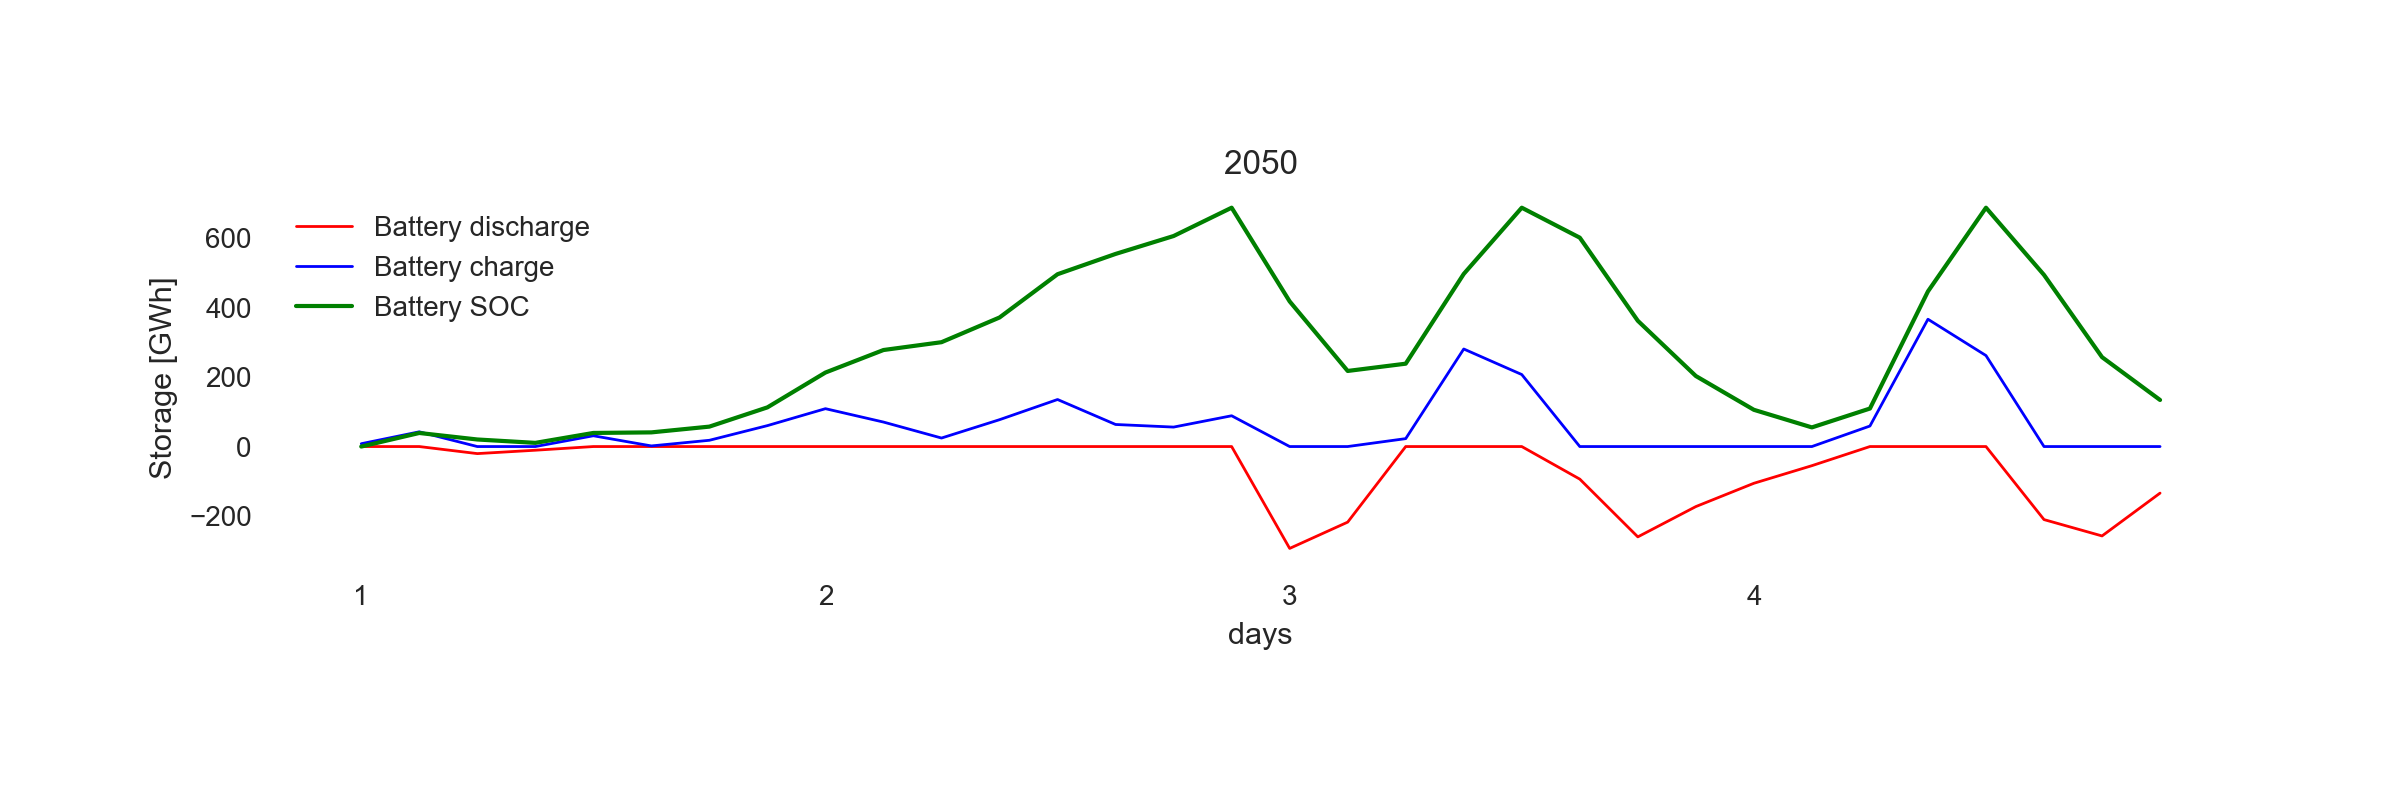 2050
Battery discharge
Battery charge
Battery SOC
600
400
200
0
−200
Storage [GWh]
1 2 3 4
days